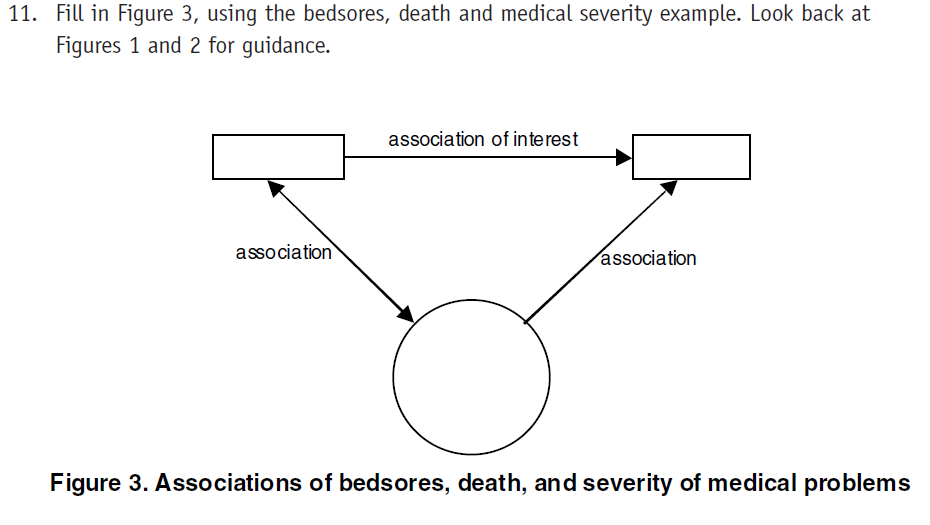 11. Fill in Figure 3, using the bedsores, death and medical severity example. Look back at
Figures 1 and 2 for guidance.
association of interest
association
association
Figure 3. Associations of bedsores, death, and severity of medical problems